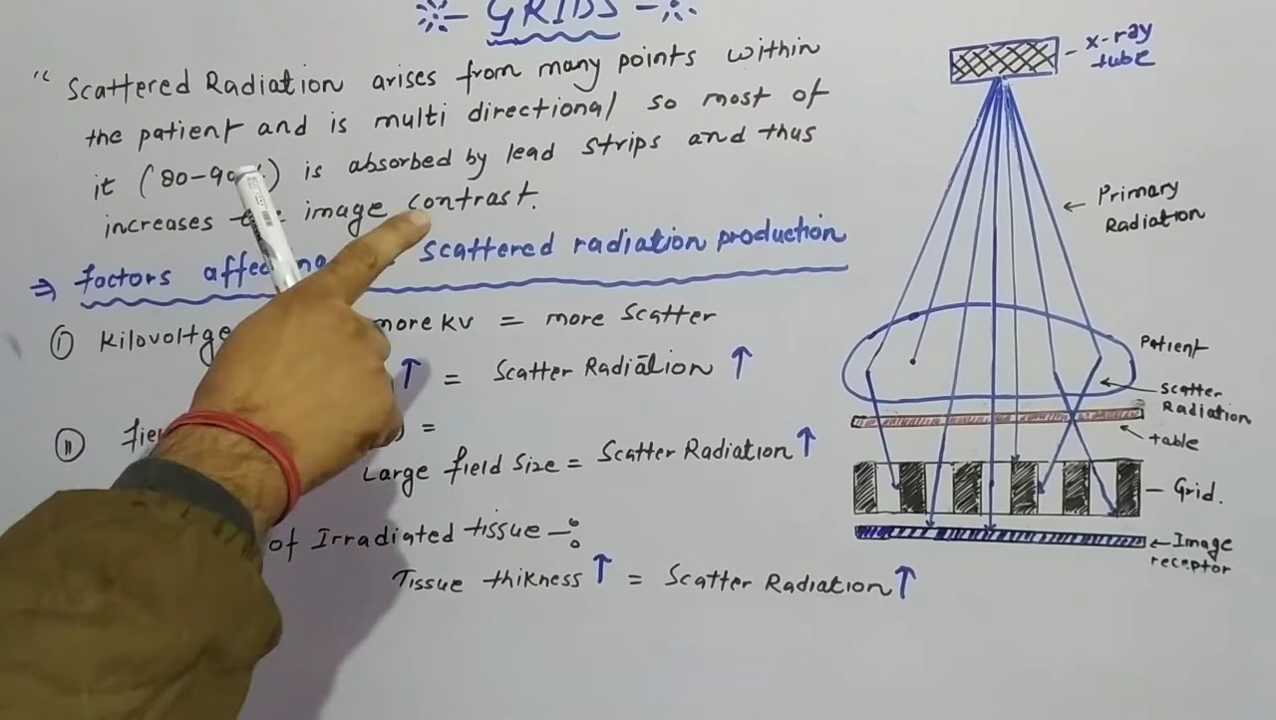 GRIDS
" Scattered Radiation arises from many points within
the patient and is multi directional so most of
it (80-90%) is absorbed by lead strips and thus
increases image contrast.
⇒ factors scattered radiation production
(I) Kilovoltge more kv = more Scatter
↑ = Scatter Radiation ↑
(II) =
Large field Size = Scatter Radiation ↑
of Irradiated tissue -:
Tissue thikness ↑ = Scatter Radiation ↑
x-ray
tube
Primary
Radiation
Patient
Scatter
Radiation
table
Grid.
Image
receptor